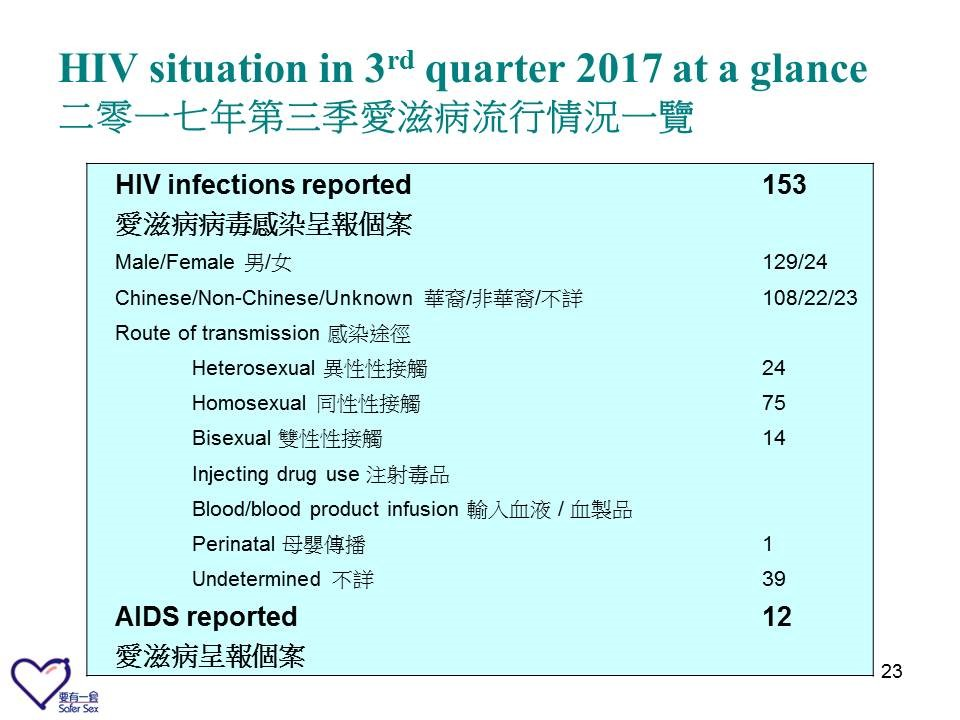 HIV situation in 3rd quarter 2017 at a glance
二零一七年第三季愛滋病流行情況一覽
HIV infections reported 153
愛滋病病毒感染呈報個案
Male/Female 男/女 129/24
Chinese/Non-Chinese/Unknown 華裔/非華裔/不詳 108/22/23
Route of transmission 感染途徑
Heterosexual 異性性接觸 24
Homosexual 同性性接觸 75
Bisexual 雙性性接觸 14
Injecting drug use 注射毒品
Blood/blood product infusion 輸入血液 / 血製品
Perinatal 母嬰傳播 1
Undetermined 不詳 39
AIDS reported 12
愛滋病呈報個案
要有一套
Safer Sex
23